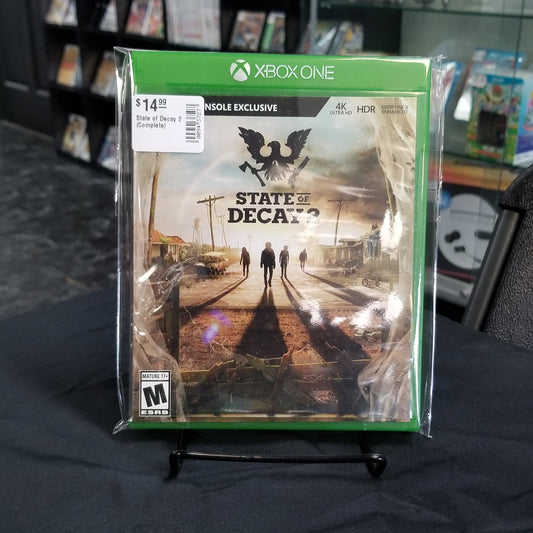 XBOX ONE
$14.99
State of Decay 2
(Complete)
CONSOLE EXCLUSIVE
4K
ULTRA HD
HDR
XBOX ONE X
ENHANCED
STATE OF
DECAY 2
MATURE 17+
M
ESRB